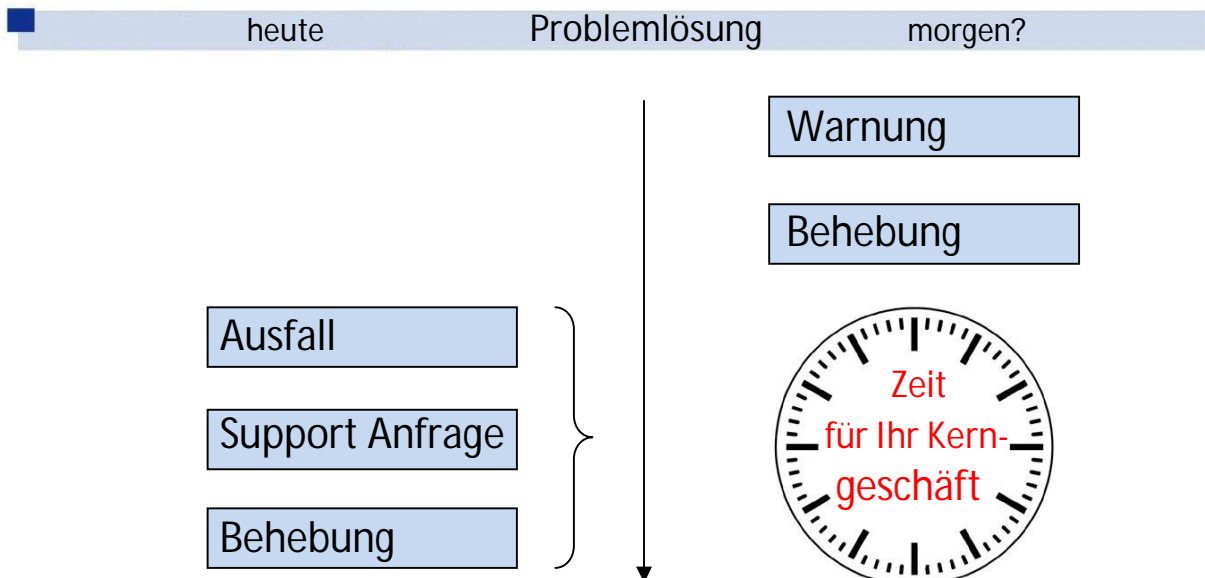 heute Problemlösung morgen?
Warnung
Behebung
Ausfall
Support Anfrage
Behebung
Zeit
für Ihr Kern-
geschäft